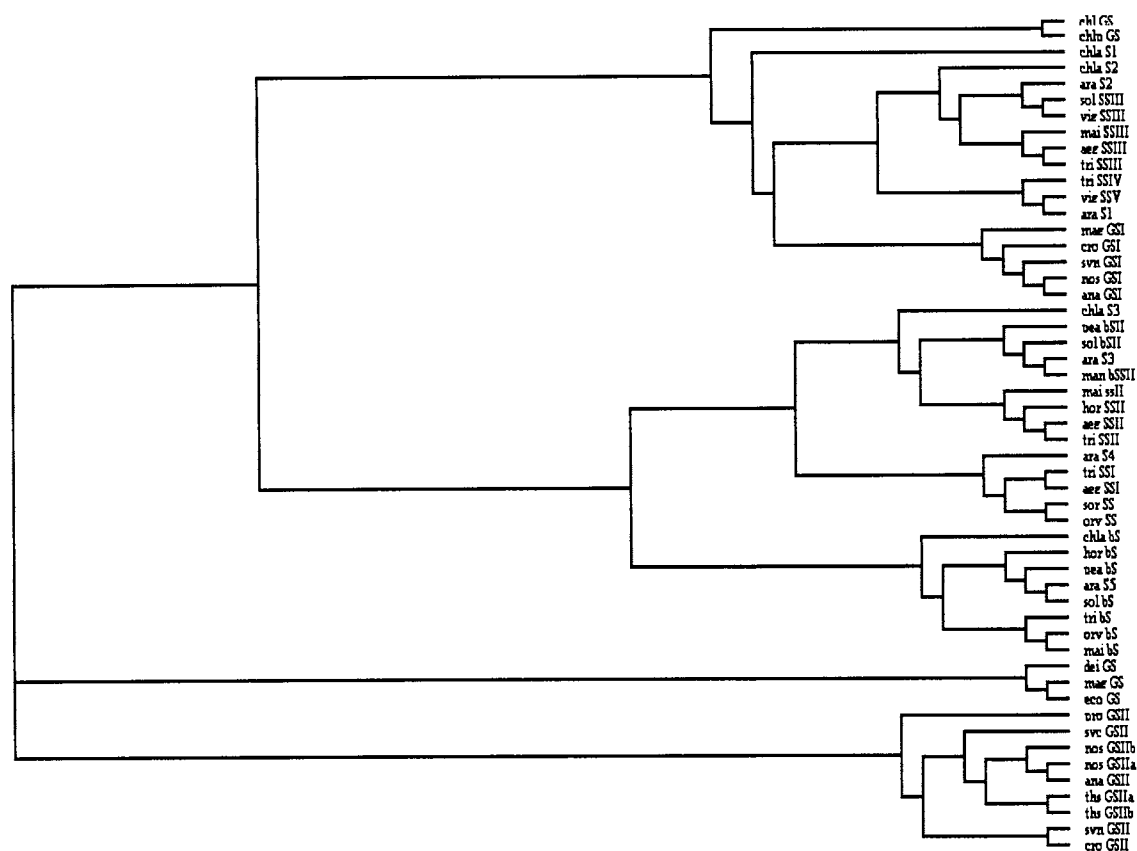 chl GS
chln GS
chla S1
chla S2
ara S2
sol SSIII
vig SSIII
mai SSIII
aeg SSIII
tri SSIII
tri SSIV
vig SSV
ara S1
mag GSI
cro GSI
syn GSI
nos GSI
ana GSI
chla S3
pea bSII
sol bSII
ara S3
man bSSII
mai ssII
hor SSII
aeg SSII
tri SSII
ara S4
tri SSI
aeg SSI
sor SS
ory SS
chla bS
hor bS
pea bS
ara S5
sol bS
tri bS
ory bS
mai bS
dei GS
mag GS
eco GS
pro GSII
syc GSII
nos GSIIb
nos GSIIa
ana GSII
ths GSIIa
ths GSIIb
syn GSII
cro GSII